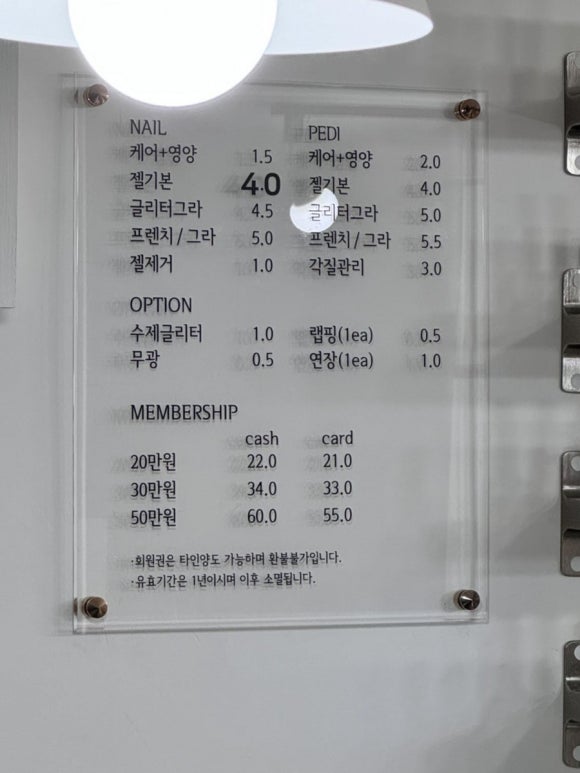 NAIL
케어+영양 1.5
젤기본 4.0
글리터그라 4.5
프렌치/그라 5.0
젤제거 1.0
PEDI
케어+영양 2.0
젤기본 4.0
글리터그라 5.0
프렌치/그라 5.5
각질관리 3.0
OPTION
수제글리터 1.0 랩핑(1ea) 0.5
무광 0.5 연장(1ea) 1.0
MEMBERSHIP
cash card
20만원 22.0 21.0
30만원 34.0 33.0
50만원 60.0 55.0
·회원권은 타인양도 가능하며 환불불가입니다.
·유효기간은 1년이시며 이후 소멸됩니다.